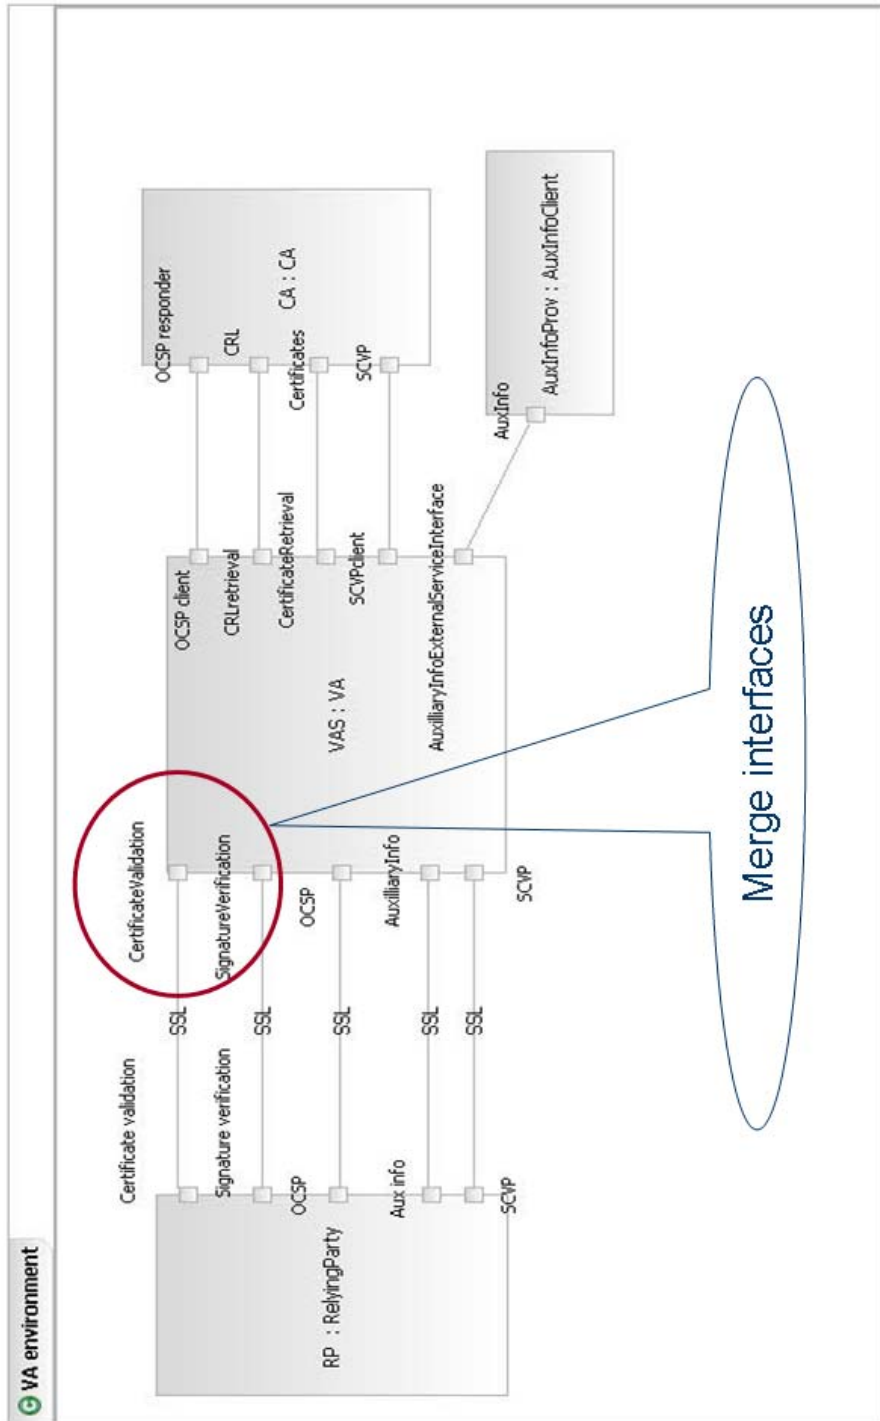 VA environment
Certificate validation
Signature verification
OCSP
Aux info
SCVP
RP : RelyingParty
SSL
SSL
SSL
SSL
SSL
CertificateValidation
SignatureVerification
OCSP
AuxilliaryInfo
SCVP
VAS : VA
OCSP client
CRLretrieval
CertificateRetrieval
SCVPclient
AuxilliaryInfoExternalServiceInterface
OCSP responder
CRL
Certificates
SCVP
CA : CA
AuxInfo
AuxInfoProv : AuxInfoClient
Merge interfaces